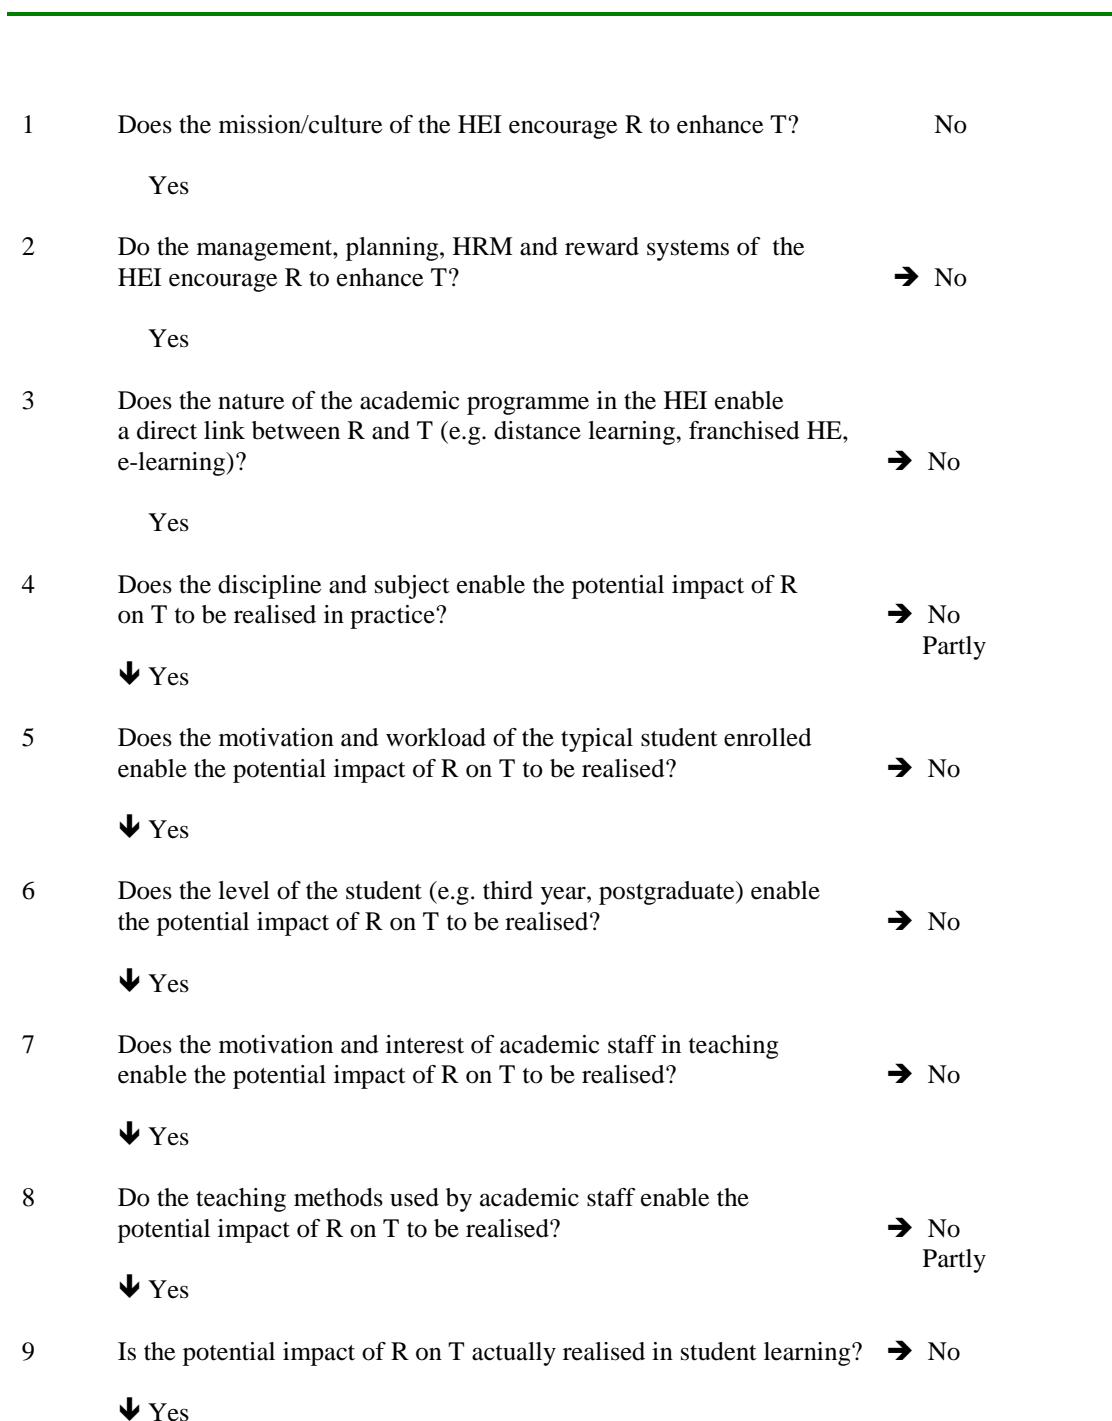 1 Does the mission/culture of the HEI encourage R to enhance T? No
Yes
2 Do the management, planning, HRM and reward systems of the
HEI encourage R to enhance T? 🡺 No
Yes
3 Does the nature of the academic programme in the HEI enable
a direct link between R and T (e.g. distance learning, franchised HE,
e-learning)? 🡺 No
Yes
4 Does the discipline and subject enable the potential impact of R
on T to be realised in practice? 🡺 No
Partly
🡻 Yes
5 Does the motivation and workload of the typical student enrolled
enable the potential impact of R on T to be realised? 🡺 No
🡻 Yes
6 Does the level of the student (e.g. third year, postgraduate) enable
the potential impact of R on T to be realised? 🡺 No
🡻 Yes
7 Does the motivation and interest of academic staff in teaching
enable the potential impact of R on T to be realised? 🡺 No
🡻 Yes
8 Do the teaching methods used by academic staff enable the
potential impact of R on T to be realised? 🡺 No
Partly
🡻 Yes
9 Is the potential impact of R on T actually realised in student learning? 🡺 No
🡻 Yes